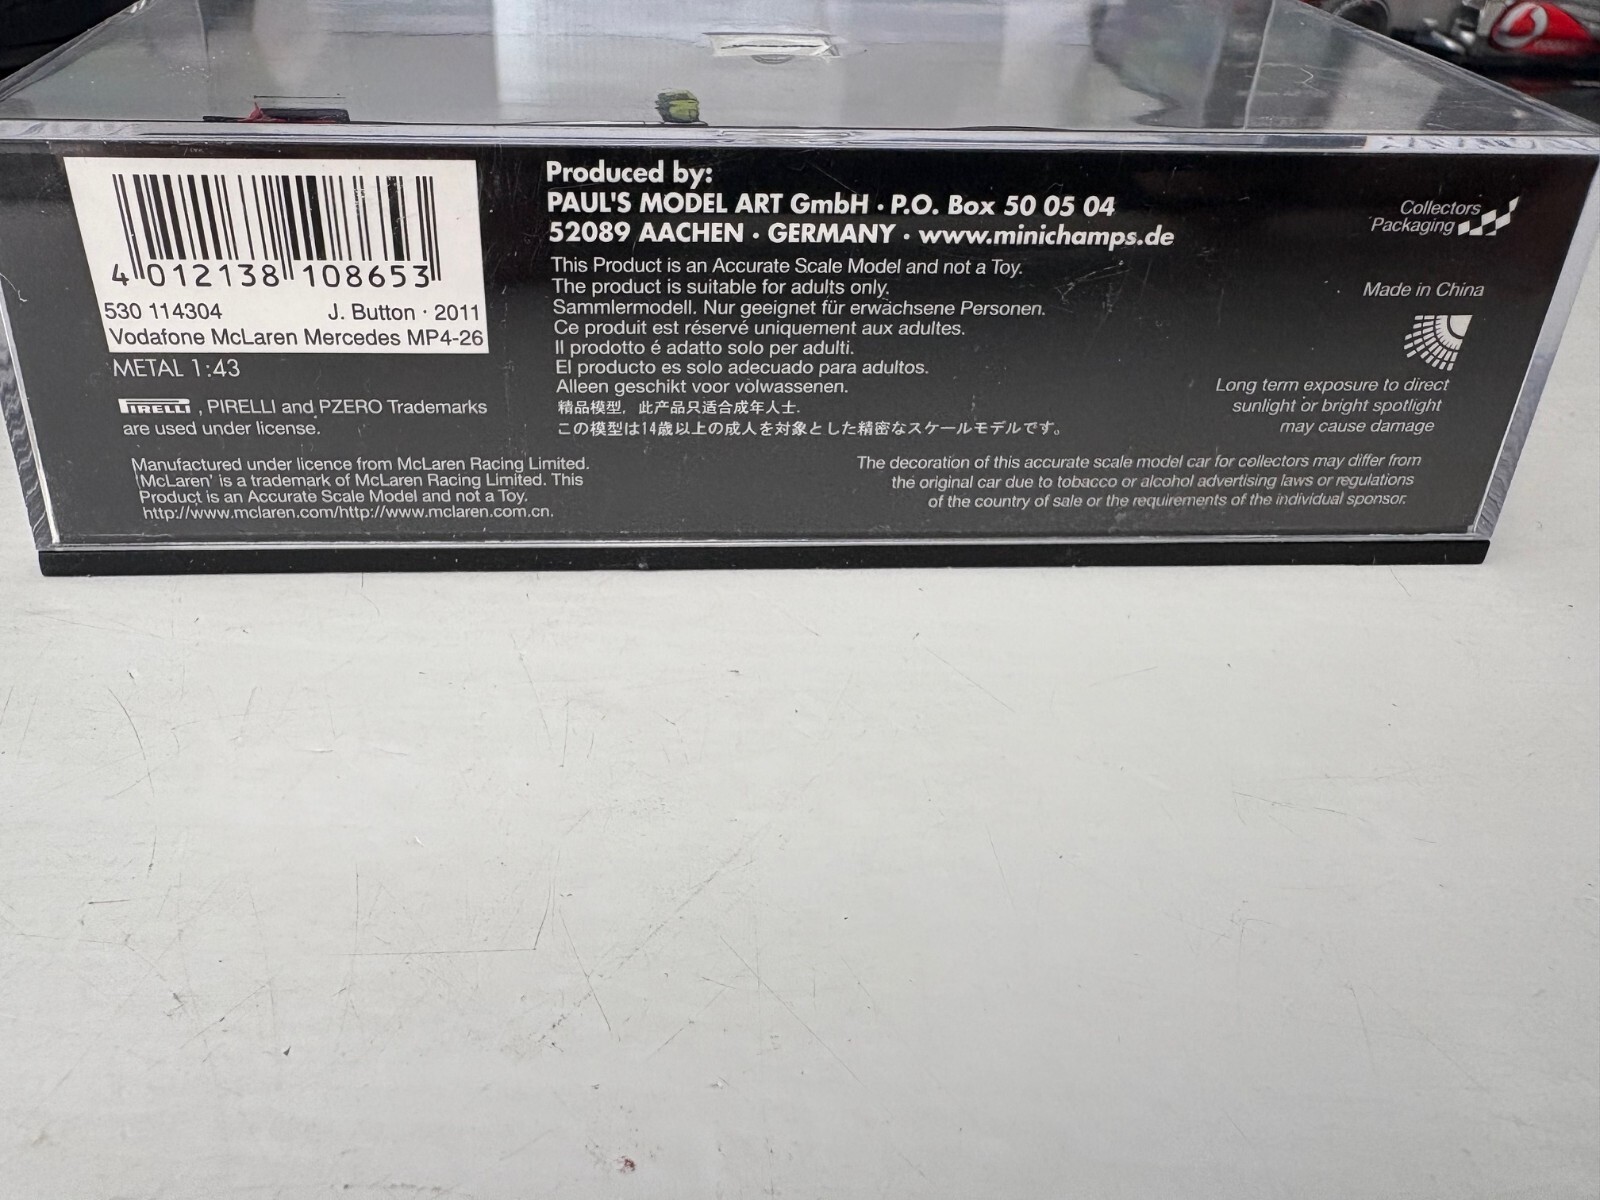 4 012138 108653
530 114304 J. Button · 2011
Vodafone McLaren Mercedes MP4-26
METAL 1:43
PIRELLI , PIRELLI and PZERO Trademarks
are used under license.
Manufactured under licence from McLaren Racing Limited.
'McLaren' is a trademark of McLaren Racing Limited. This
Product is an Accurate Scale Model and not a Toy.
http://www.mclaren.com/http://www.mclaren.com.cn.
Produced by:
PAUL'S MODEL ART GmbH · P.O. Box 50 05 04
52089 AACHEN · GERMANY · www.minichamps.de
This Product is an Accurate Scale Model and not a Toy.
The product is suitable for adults only.
Sammlermodell. Nur geeignet für erwachsene Personen.
Ce produit est réservé uniquement aux adultes.
Il prodotto é adatto solo per adulti.
El producto es solo adecuado para adultos.
Alleen geschikt voor volwassenen.
精品模型，此产品只适合成年人士.
この模型は14歳以上の成人を対象とした精密なスケールモデルです。
Collectors
Packaging
Made in China
Long term exposure to direct
sunlight or bright spotlight
may cause damage
The decoration of this accurate scale model car for collectors may differ from
the original car due to tobacco or alcohol advertising laws or regulations
of the country of sale or the requirements of the individual sponsor.